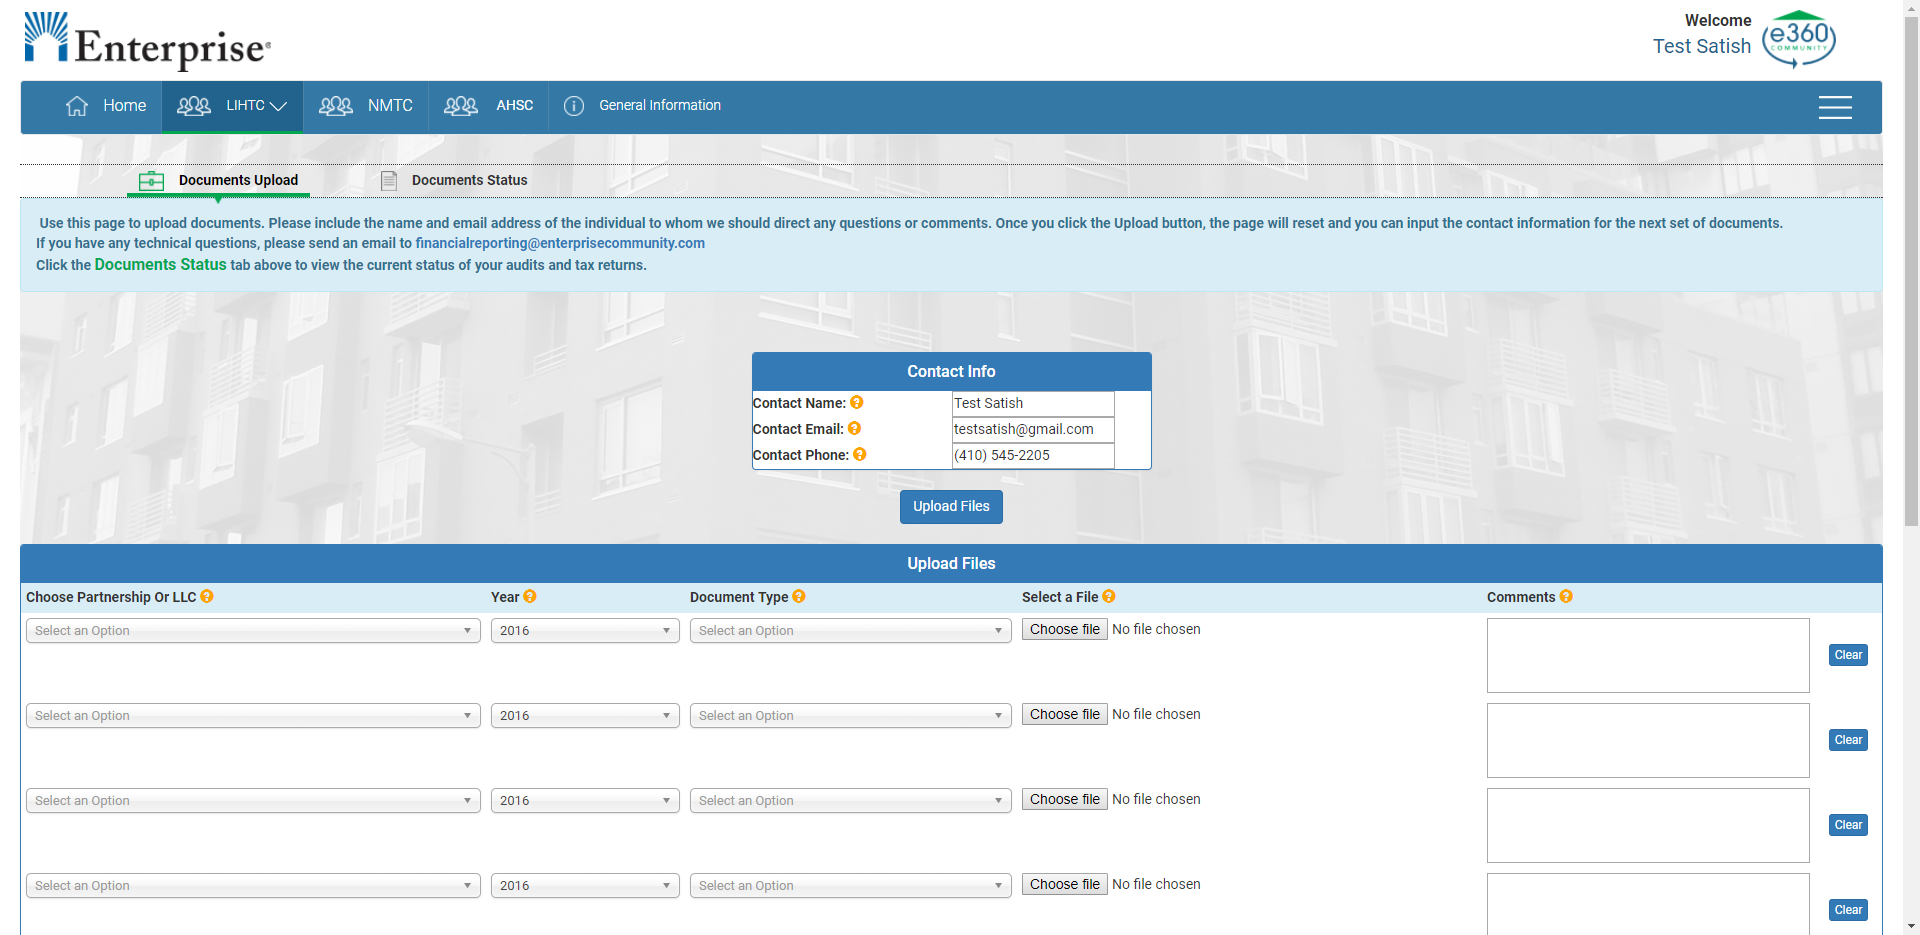 Enterprise®
Welcome
Test Satish
e360
COMMUNITY
Home
LIHTC
NMTC
AHSC
General Information
Documents Upload
Documents Status
Use this page to upload documents. Please include the name and email address of the individual to whom we should direct any questions or comments. Once you click the Upload button, the page will reset and you can input the contact information for the next set of documents.
If you have any technical questions, please send an email to financialreporting@enterprisecommunity.com
Click the Documents Status tab above to view the current status of your audits and tax returns.
Contact Info
Contact Name: ? Test Satish
Contact Email: ? testsatish@gmail.com
Contact Phone: ? (410) 545-2205
Upload Files
Upload Files
Choose Partnership Or LLC ? Year ? Document Type ? Select a File ? Comments ?
Select an Option 2016 Select an Option Choose file No file chosen
Clear
Select an Option 2016 Select an Option Choose file No file chosen
Clear
Select an Option 2016 Select an Option Choose file No file chosen
Clear
Select an Option 2016 Select an Option Choose file No file chosen
Clear